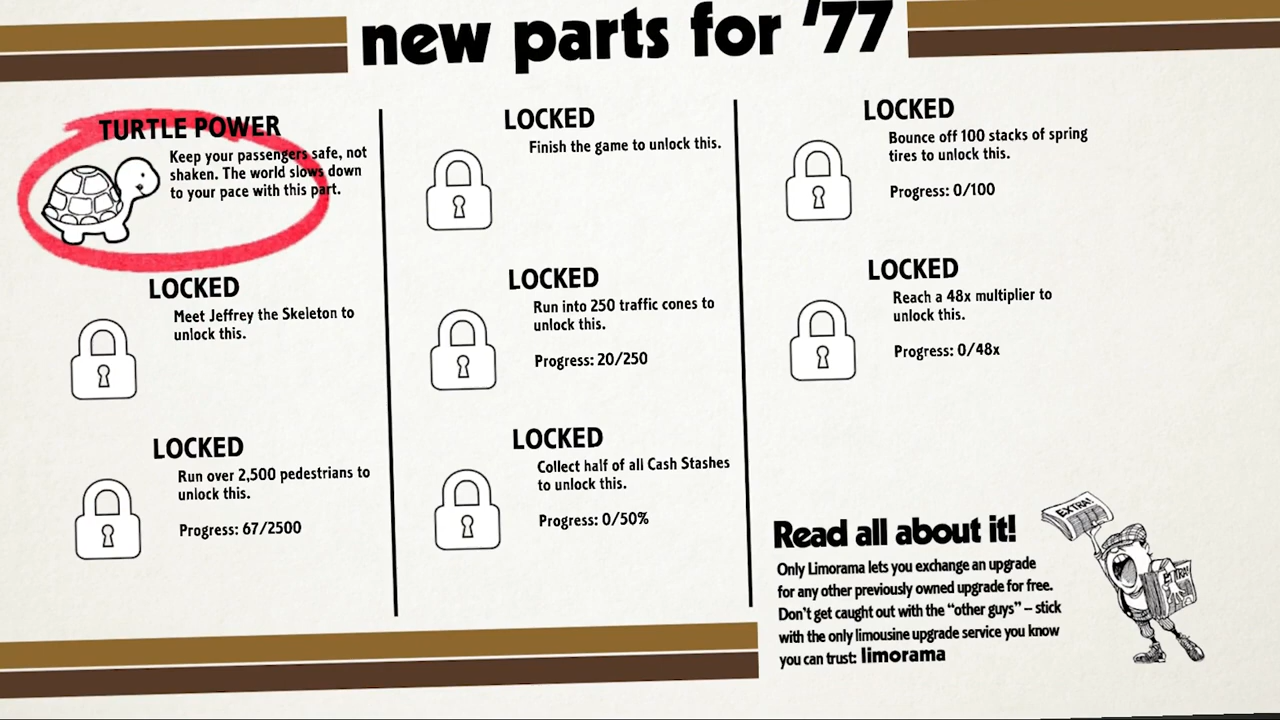 new parts for '77
TURTLE POWER
Keep your passengers safe, not
shaken. The world slows down
to your pace with this part.
LOCKED
Meet Jeffrey the Skeleton to
unlock this.
LOCKED
Run over 2,500 pedestrians to
unlock this.
Progress: 67/2500
LOCKED
Finish the game to unlock this.
LOCKED
Run into 250 traffic cones to
unlock this.
Progress: 20/250
LOCKED
Collect half of all Cash Stashes
to unlock this.
Progress: 0/50%
LOCKED
Bounce off 100 stacks of spring
tires to unlock this.
Progress: 0/100
LOCKED
Reach a 48x multiplier to
unlock this.
Progress: 0/48x
Read all about it!
Only Limorama lets you exchange an upgrade
for any other previously owned upgrade for free.
Don't get caught out with the “other guys” – stick
with the only limousine upgrade service you know
you can trust: limorama
EXTRA!
EXTRA!